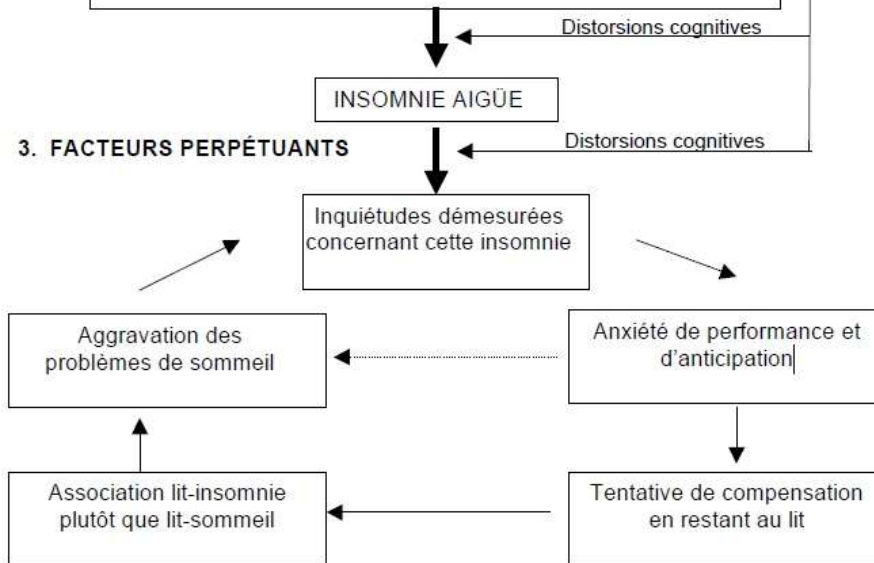 Distorsions cognitives
INSOMNIE AIGÜE
3. FACTEURS PERPÉTUANTS
Distorsions cognitives
Inquiétudes démesurées
concernant cette insomnie
Aggravation des
problèmes de sommeil
Anxiété de performance et
d'anticipation
Association lit-insomnie
plutôt que lit-sommeil
Tentative de compensation
en restant au lit